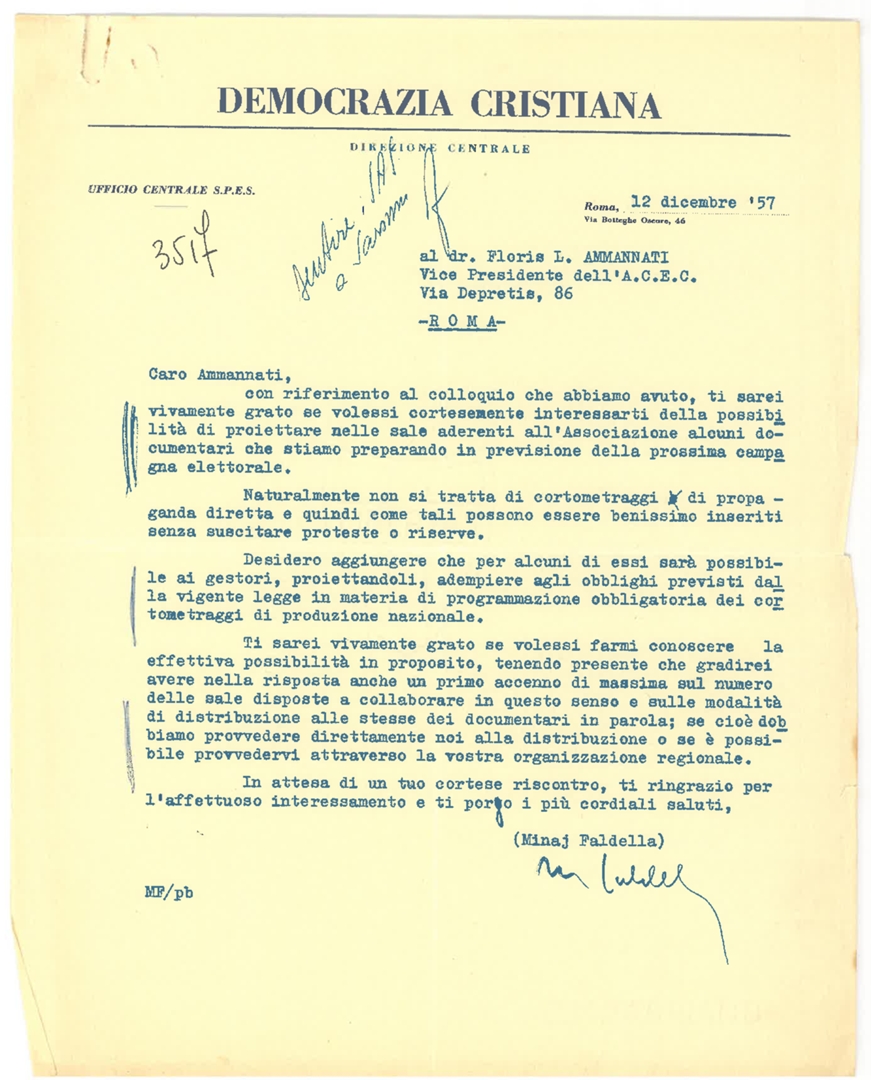 DEMOCRAZIA CRISTIANA
DIREZIONE CENTRALE
UFFICIO CENTRALE S.P.E.S.
Roma, 12 dicembre '57
Via Botteghe Oscure, 46
3517
sentire
a
al dr. Floris L. AMMANNATI
Vice Presidente dell'A.C.E.C.
Via Depretis, 86
-R O M A-
Caro Ammannati,
con riferimento al colloquio che abbiamo avuto, ti sarei
vivamente grato se volessi cortesemente interessarti della possibi
lità di proiettare nelle sale aderenti all'Associazione alcuni do-
cumentari che stiamo preparando in previsione della prossima campa
gna elettorale.
Naturalmente non si tratta di cortometraggi di propa -
ganda diretta e quindi come tali possono essere benissimo inseriti
senza suscitare proteste o riserve.
Desidero aggiungere che per alcuni di essi sarà possibi-
le ai gestori, proiettandoli, adempiere agli obblighi previsti dal
la vigente legge in materia di programmazione obbligatoria dei cor
tometraggi di produzione nazionale.
Ti sarei vivamente grato se volessi farmi conoscere la
effettiva possibilità in proposito, tenendo presente che gradirei
avere nella risposta anche un primo accenno di massima sul numero
delle sale disposte a collaborare in questo senso e sulle modalità
di distribuzione alle stesse dei documentari in parola; se cioè dob
biamo provvedere direttamente noi alla distribuzione o se è possi-
bile provvedervi attraverso la vostra organizzazione regionale.
In attesa di un tuo cortese riscontro, ti ringrazio per
l'affettuoso interessamento e ti porgo i più cordiali saluti,
(Minaj Faldella)
MF/pb